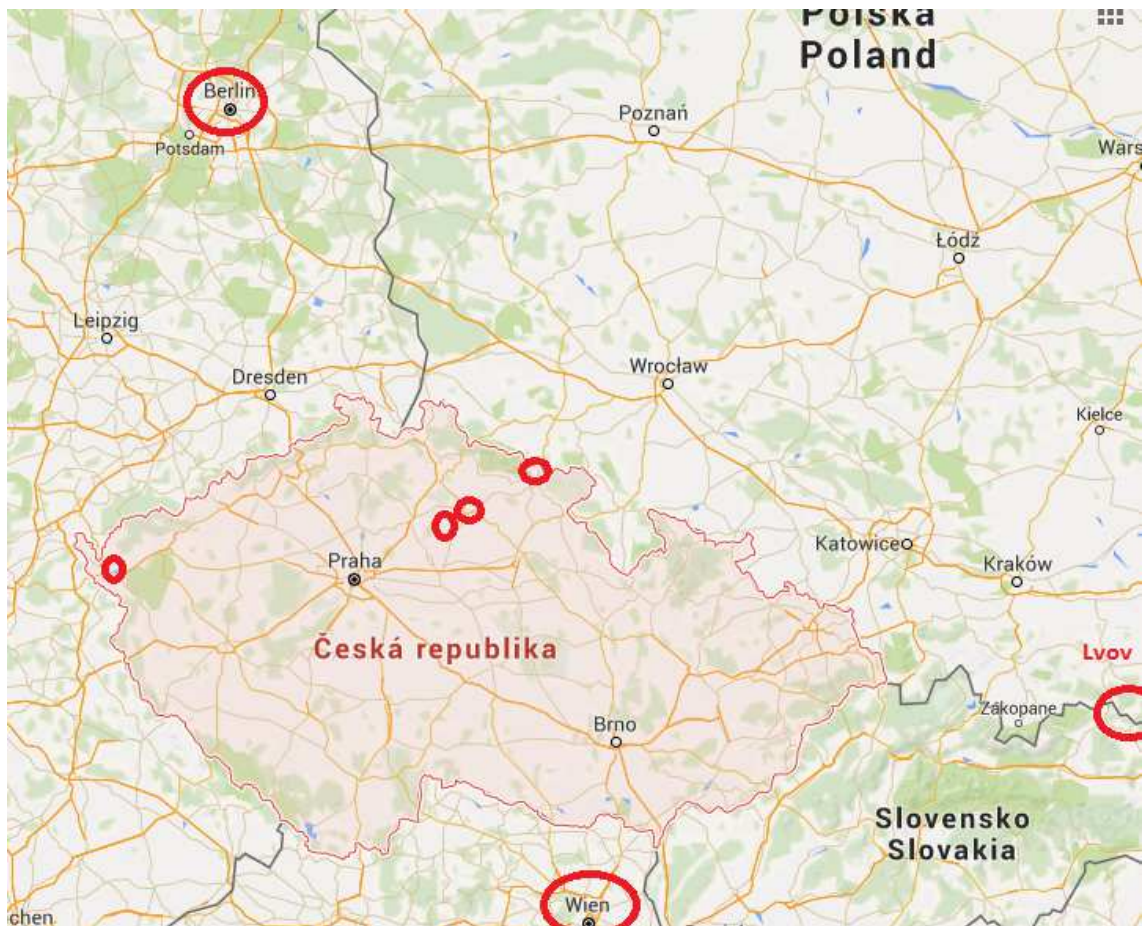 Polska
Poland
Berlin
Potsdam
Poznań
Wars
Łódź
Leipzig
Wrocław
Dresden
Kielce
Katowice
Praha
Kraków
Česká republika
Lvov
Zakopane
Brno
Slovensko
Slovakia
Wien
chen